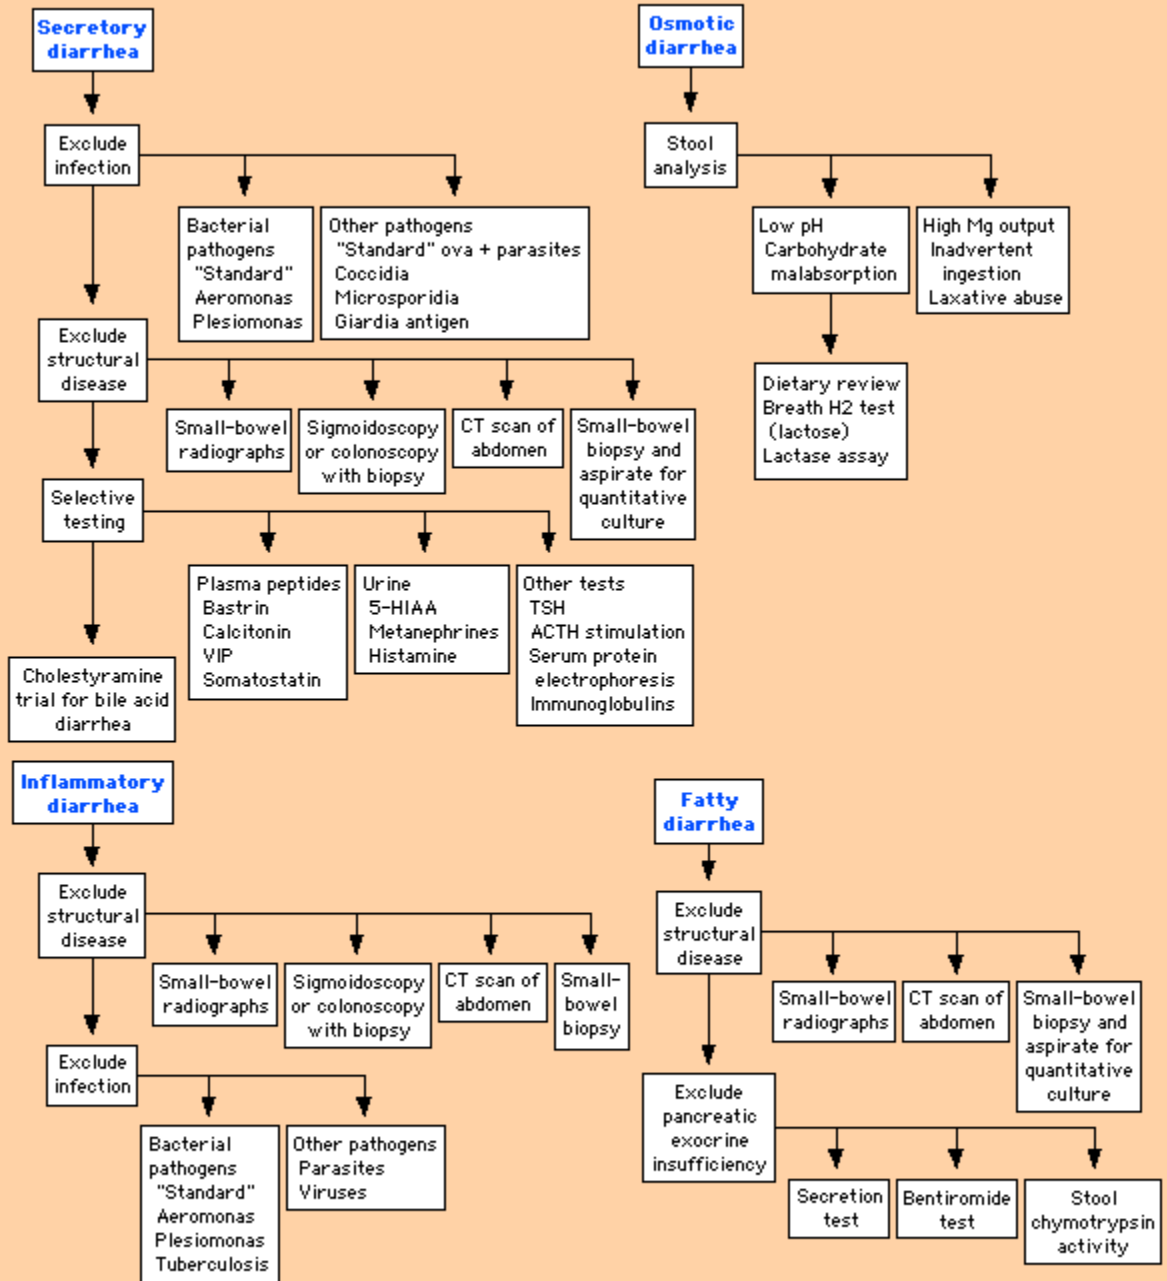 Secretory
diarrhea
Exclude
infection
Bacterial
pathogens
"Standard"
Aeromonas
Plesiomonas
Other pathogens
"Standard" ova + parasites
Coccidia
Microsporidia
Giardia antigen
Exclude
structural
disease
Small-bowel
radiographs
Sigmoidoscopy
or colonoscopy
with biopsy
CT scan of
abdomen
Small-bowel
biopsy and
aspirate for
quantitative
culture
Selective
testing
Plasma peptides
Bastrin
Calcitonin
VIP
Somatostatin
Urine
5-HIAA
Metanephrines
Histamine
Other tests
TSH
ACTH stimulation
Serum protein
electrophoresis
Immunoglobulins
Cholestyramine
trial for bile acid
diarrhea
Osmotic
diarrhea
Stool
analysis
Low pH
Carbohydrate
malabsorption
High Mg output
Inadvertent
ingestion
Laxative abuse
Dietary review
Breath H2 test
(lactose)
Lactase assay
Inflammatory
diarrhea
Exclude
structural
disease
Small-bowel
radiographs
Sigmoidoscopy
or colonoscopy
with biopsy
CT scan of
abdomen
Small-
bowel
biopsy
Exclude
infection
Bacterial
pathogens
"Standard"
Aeromonas
Plesiomonas
Tuberculosis
Other pathogens
Parasites
Viruses
Fatty
diarrhea
Exclude
structural
disease
Small-bowel
radiographs
CT scan of
abdomen
Small-bowel
biopsy and
aspirate for
quantitative
culture
Exclude
pancreatic
exocrine
insufficiency
Secretion
test
Bentiromide
test
Stool
chymotrypsin
activity